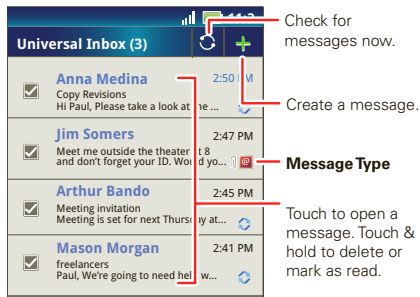 Universal Inbox (3)
Check for
messages now.
Anna Medina
Copy Revisions
Hi Paul, Please take a look at the ...
Create a message.
Jim Somers 2:47 PM
Meet me outside the theater at 8
and don't forget your ID. Would yo...
Message Type
Arthur Bando 2:45 PM
Meeting invitation
Meeting is set for next Thursday at...
Touch to open a
message. Touch &
hold to delete or
mark as read.
Mason Morgan 2:41 PM
freelancers
Paul, We're going to need help w...